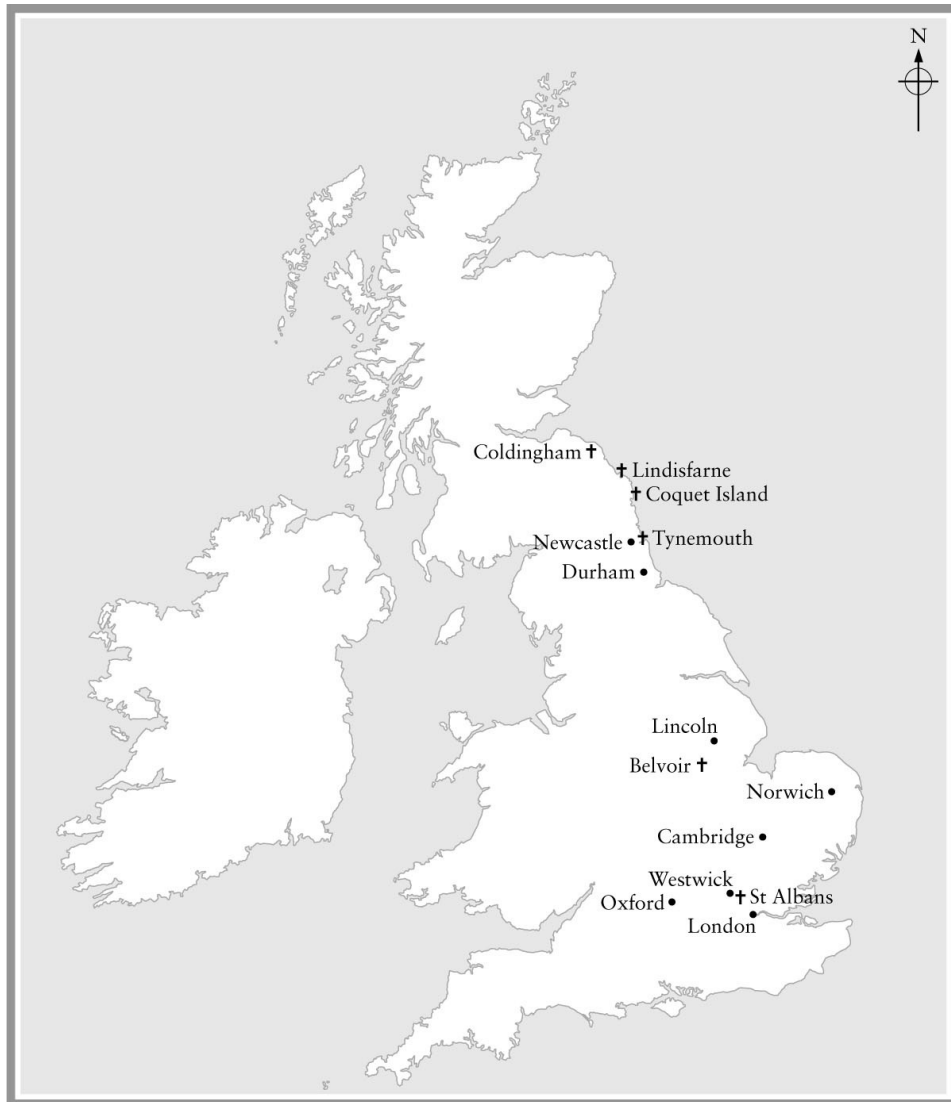 N
Coldingham
Lindisfarne
Coquet Island
Newcastle
Tynemouth
Durham
Lincoln
Belvoir
Norwich
Cambridge
Westwick
St Albans
Oxford
London